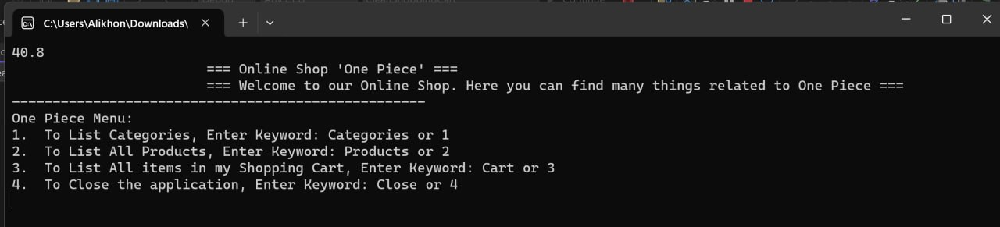 C:\Users\Alikhon\Downloads\
40.8
=== Online Shop 'One Piece' ===
=== Welcome to our Online Shop. Here you can find many things related to One Piece ===
---------------------------------------------------
One Piece Menu:
1.  To List Categories, Enter Keyword: Categories or 1
2.  To List All Products, Enter Keyword: Products or 2
3.  To List All items in my Shopping Cart, Enter Keyword: Cart or 3
4.  To Close the application, Enter Keyword: Close or 4